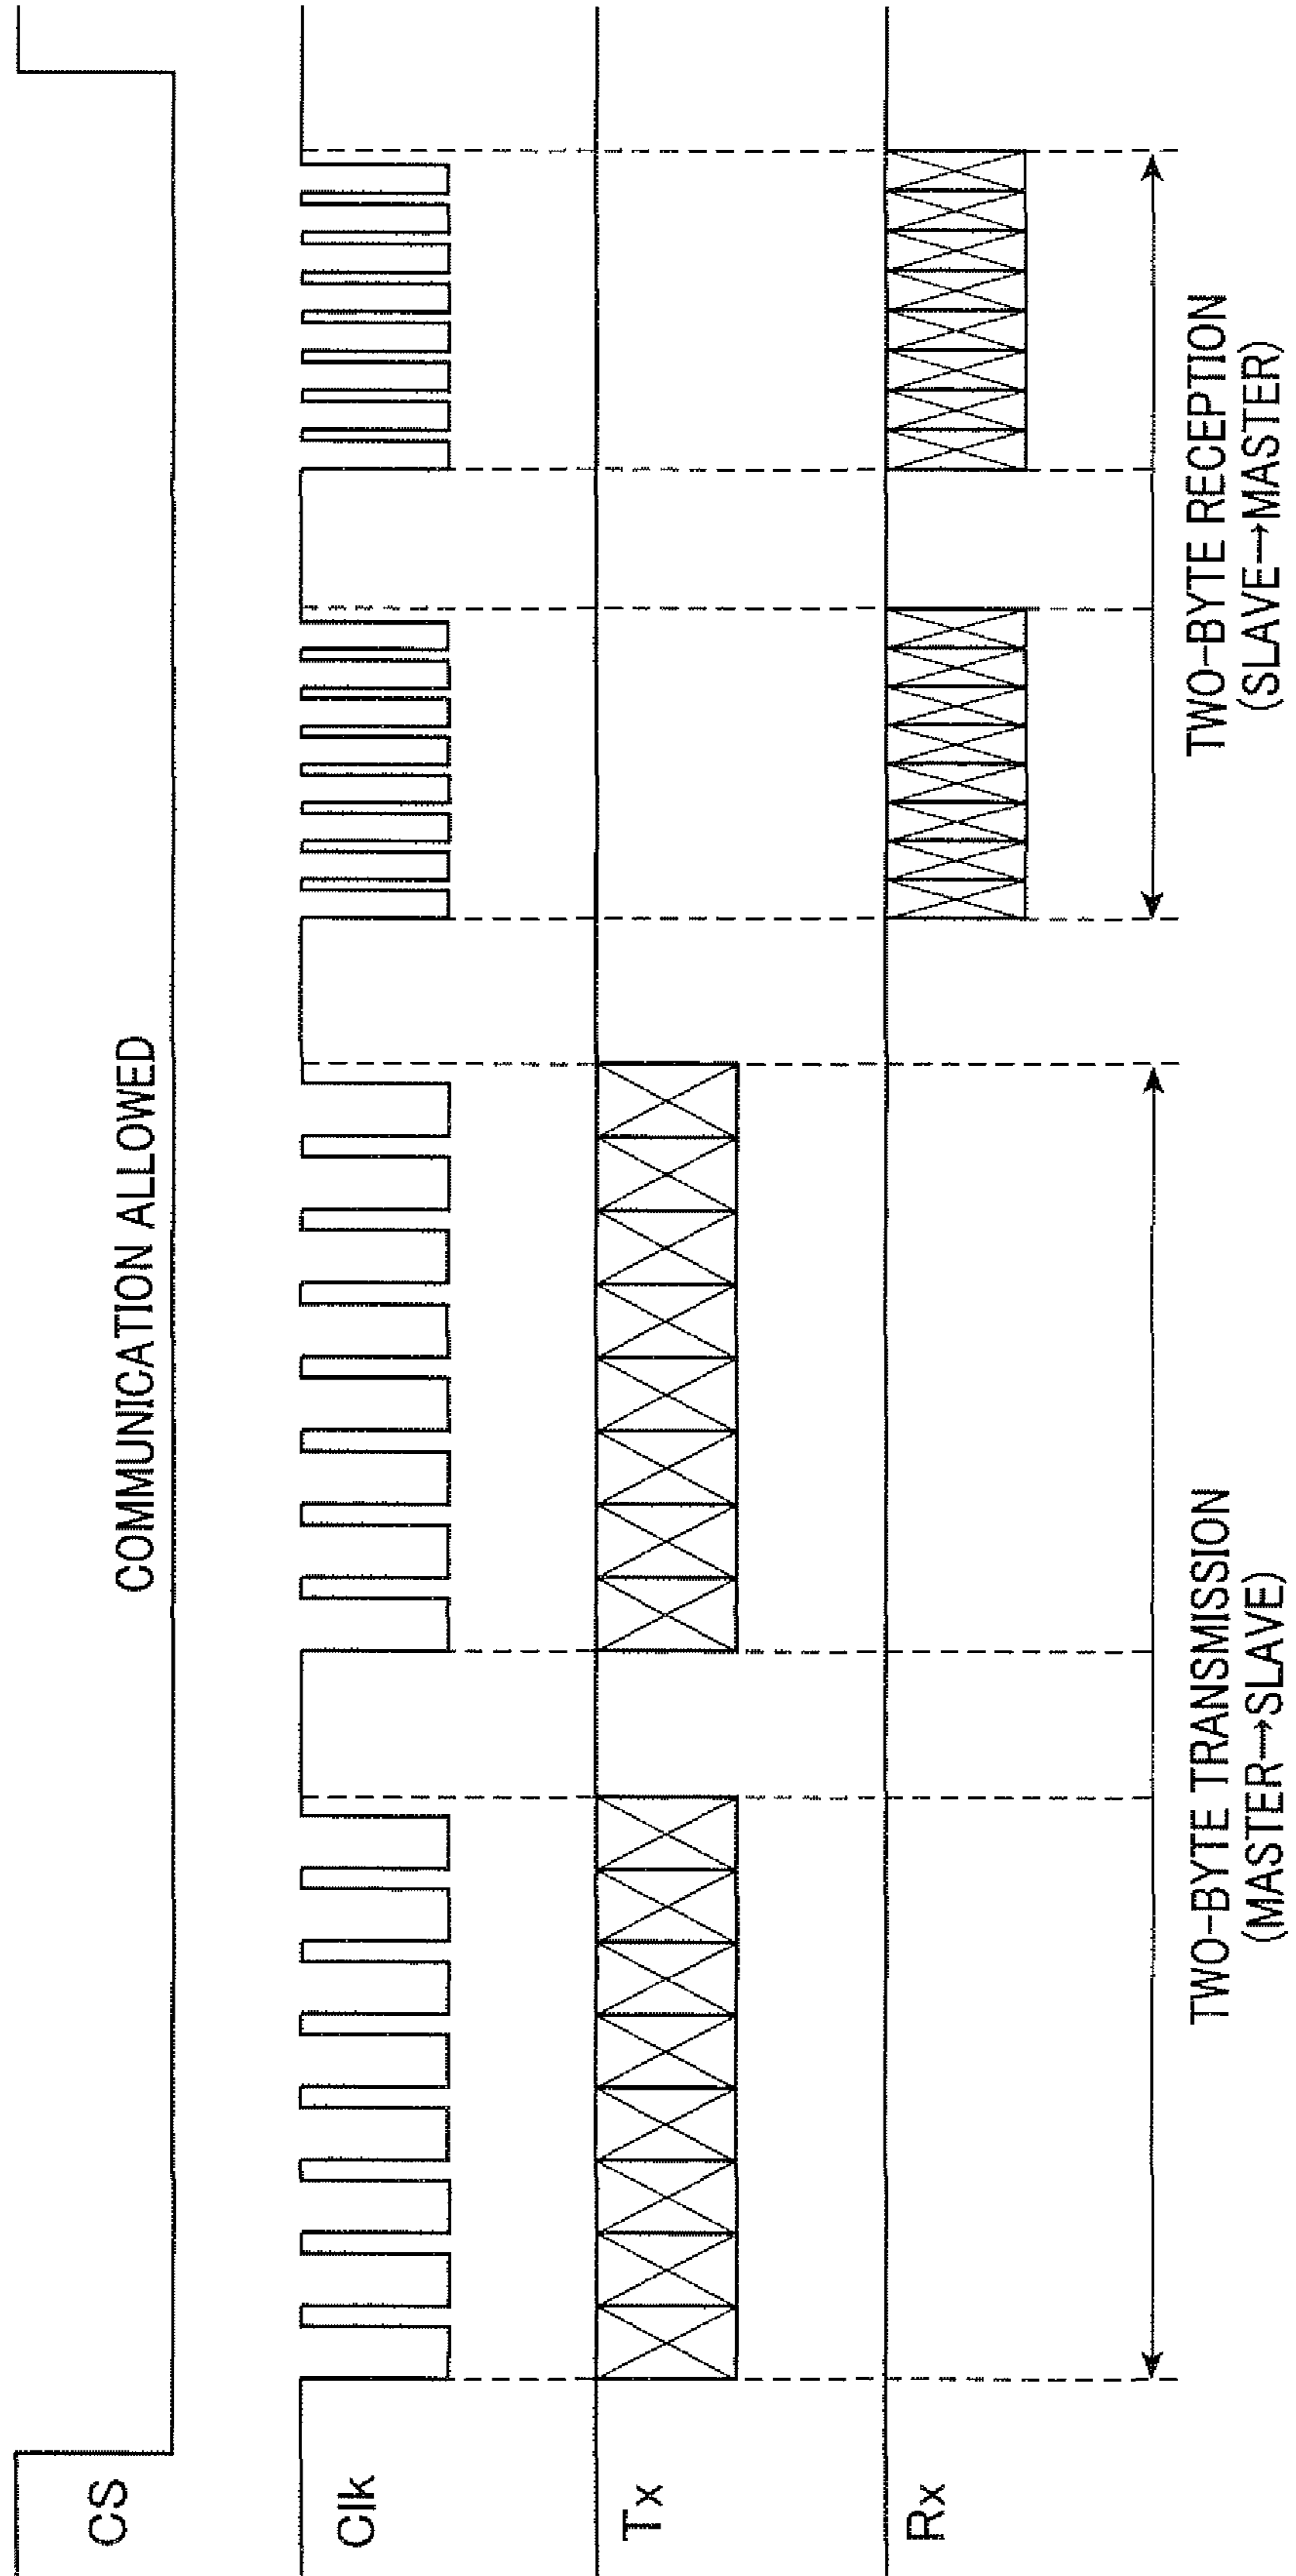 CS
COMMUNICATION ALLOWED
Clk
Tx
Rx
TWO-BYTE TRANSMISSION
(MASTER→SLAVE)
TWO-BYTE RECEPTION
(SLAVE→MASTER)